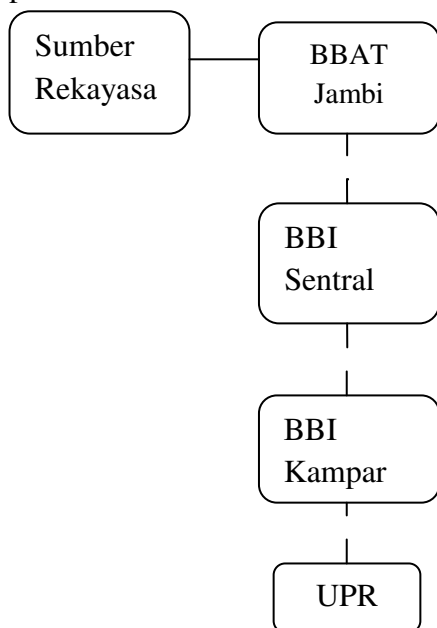 Sumber
Rekayasa
BBAT
Jambi
BBI
Sentral
BBI
Kampar
UPR